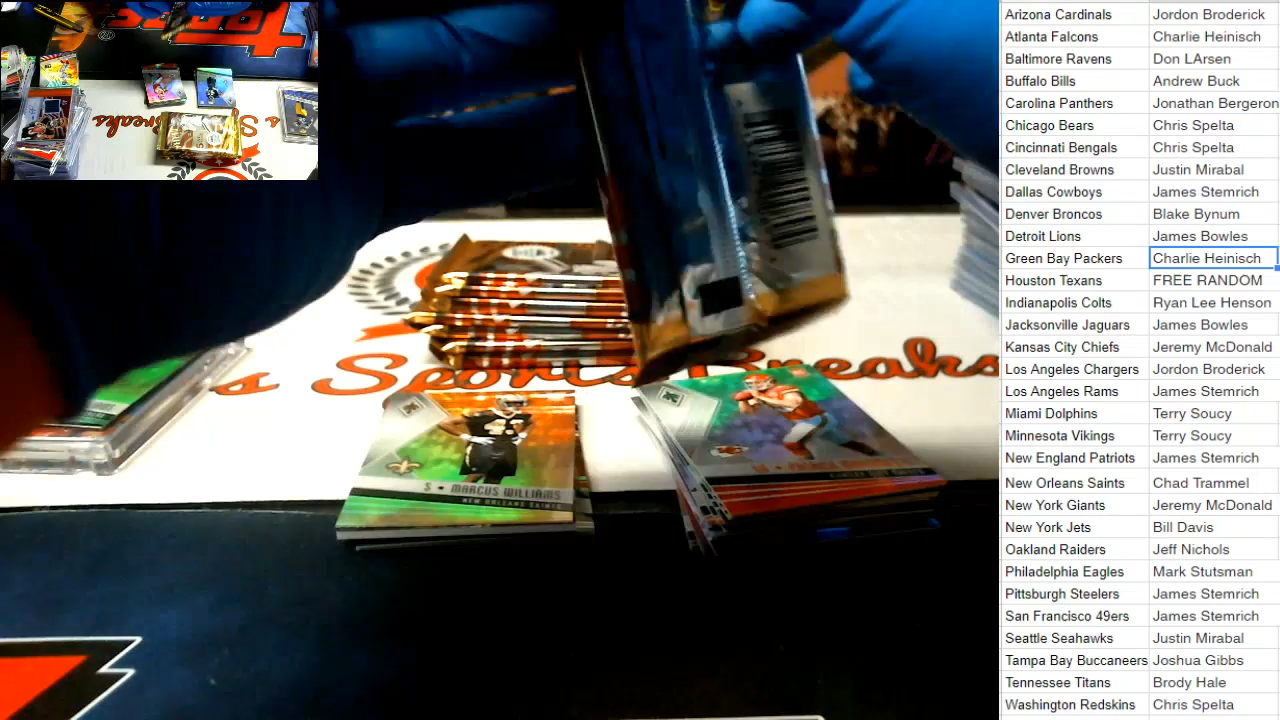 Arizona Cardinals Jordon Broderick
Atlanta Falcons Charlie Heinisch
Baltimore Ravens Don LArsen
Buffalo Bills Andrew Buck
Carolina Panthers Jonathan Bergeron
Chicago Bears Chris Spelta
Cincinnati Bengals Chris Spelta
Cleveland Browns Justin Mirabal
Dallas Cowboys James Stemrich
Denver Broncos Blake Bynum
Detroit Lions James Bowles
Green Bay Packers Charlie Heinisch
Houston Texans FREE RANDOM
Indianapolis Colts Ryan Lee Henson
Jacksonville Jaguars James Bowles
Kansas City Chiefs Jeremy McDonald
Los Angeles Chargers Jordon Broderick
Los Angeles Rams James Stemrich
Miami Dolphins Terry Soucy
Minnesota Vikings Terry Soucy
New England Patriots James Stemrich
New Orleans Saints Chad Trammel
New York Giants Jeremy McDonald
New York Jets Bill Davis
Oakland Raiders Jeff Nichols
Philadelphia Eagles Mark Stutsman
Pittsburgh Steelers James Stemrich
San Francisco 49ers James Stemrich
Seattle Seahawks Justin Mirabal
Tampa Bay Buccaneers Joshua Gibbs
Tennessee Titans Brody Hale
Washington Redskins Chris Spelta
s Sports Breaks
S • MARCUS WILLIAMS
NEW ORLEANS SAINTS